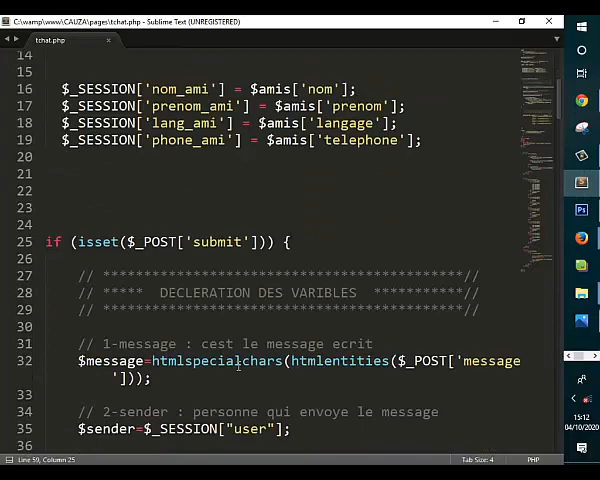 C:\wamp\www\CAUZA\pages\tchat.php - Sublime Text (UNREGISTERED)
tchat.php
14
15
16 $_SESSION['nom_ami'] = $amis['nom'];
17 $_SESSION['prenom_ami'] = $amis['prenom'];
18 $_SESSION['lang_ami'] = $amis['langage'];
19 $_SESSION['phone_ami'] = $amis['telephone'];
20
21
22
23
24
25 if (isset($_POST['submit'])) {
26
27 // ********************************************//
28 // ***** DECLERATION DES VARIBLES ***********//
29 // ********************************************//
30
31 // 1-message : cest le message ecrit
32 $message=htmlspecialchars(htmlentities($_POST['message
']));
33
34 // 2-sender : personne qui envoye le message
35 $sender=$_SESSION["user"];
36
Line 59, Column 25
Tab Size: 4
PHP
15:12
04/10/2020